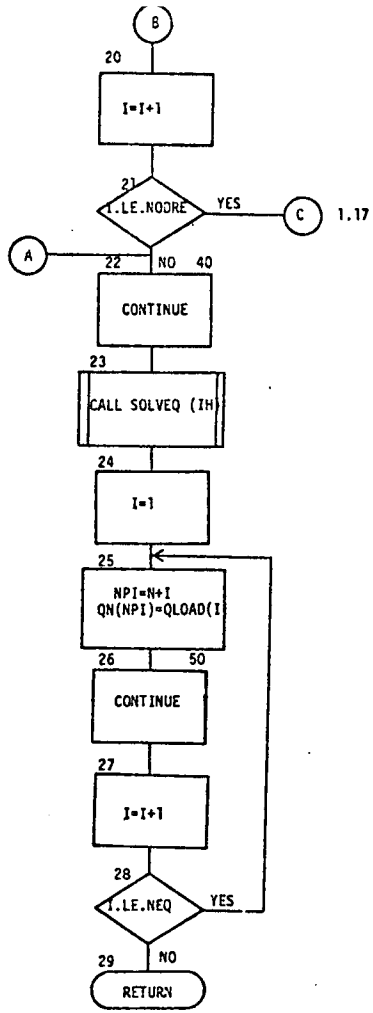 B
20
I=I+1
21
I.LE.NODRE
YES
C
1.17
A
22
NO
40
CONTINUE
23
CALL SOLVEQ (IH)
24
I=1
25
NPI=N+I
QN(NPI)=QLOAD(I
26
50
CONTINUE
27
I=I+1
28
I.LE.NEQ
YES
29
NO
RETURN